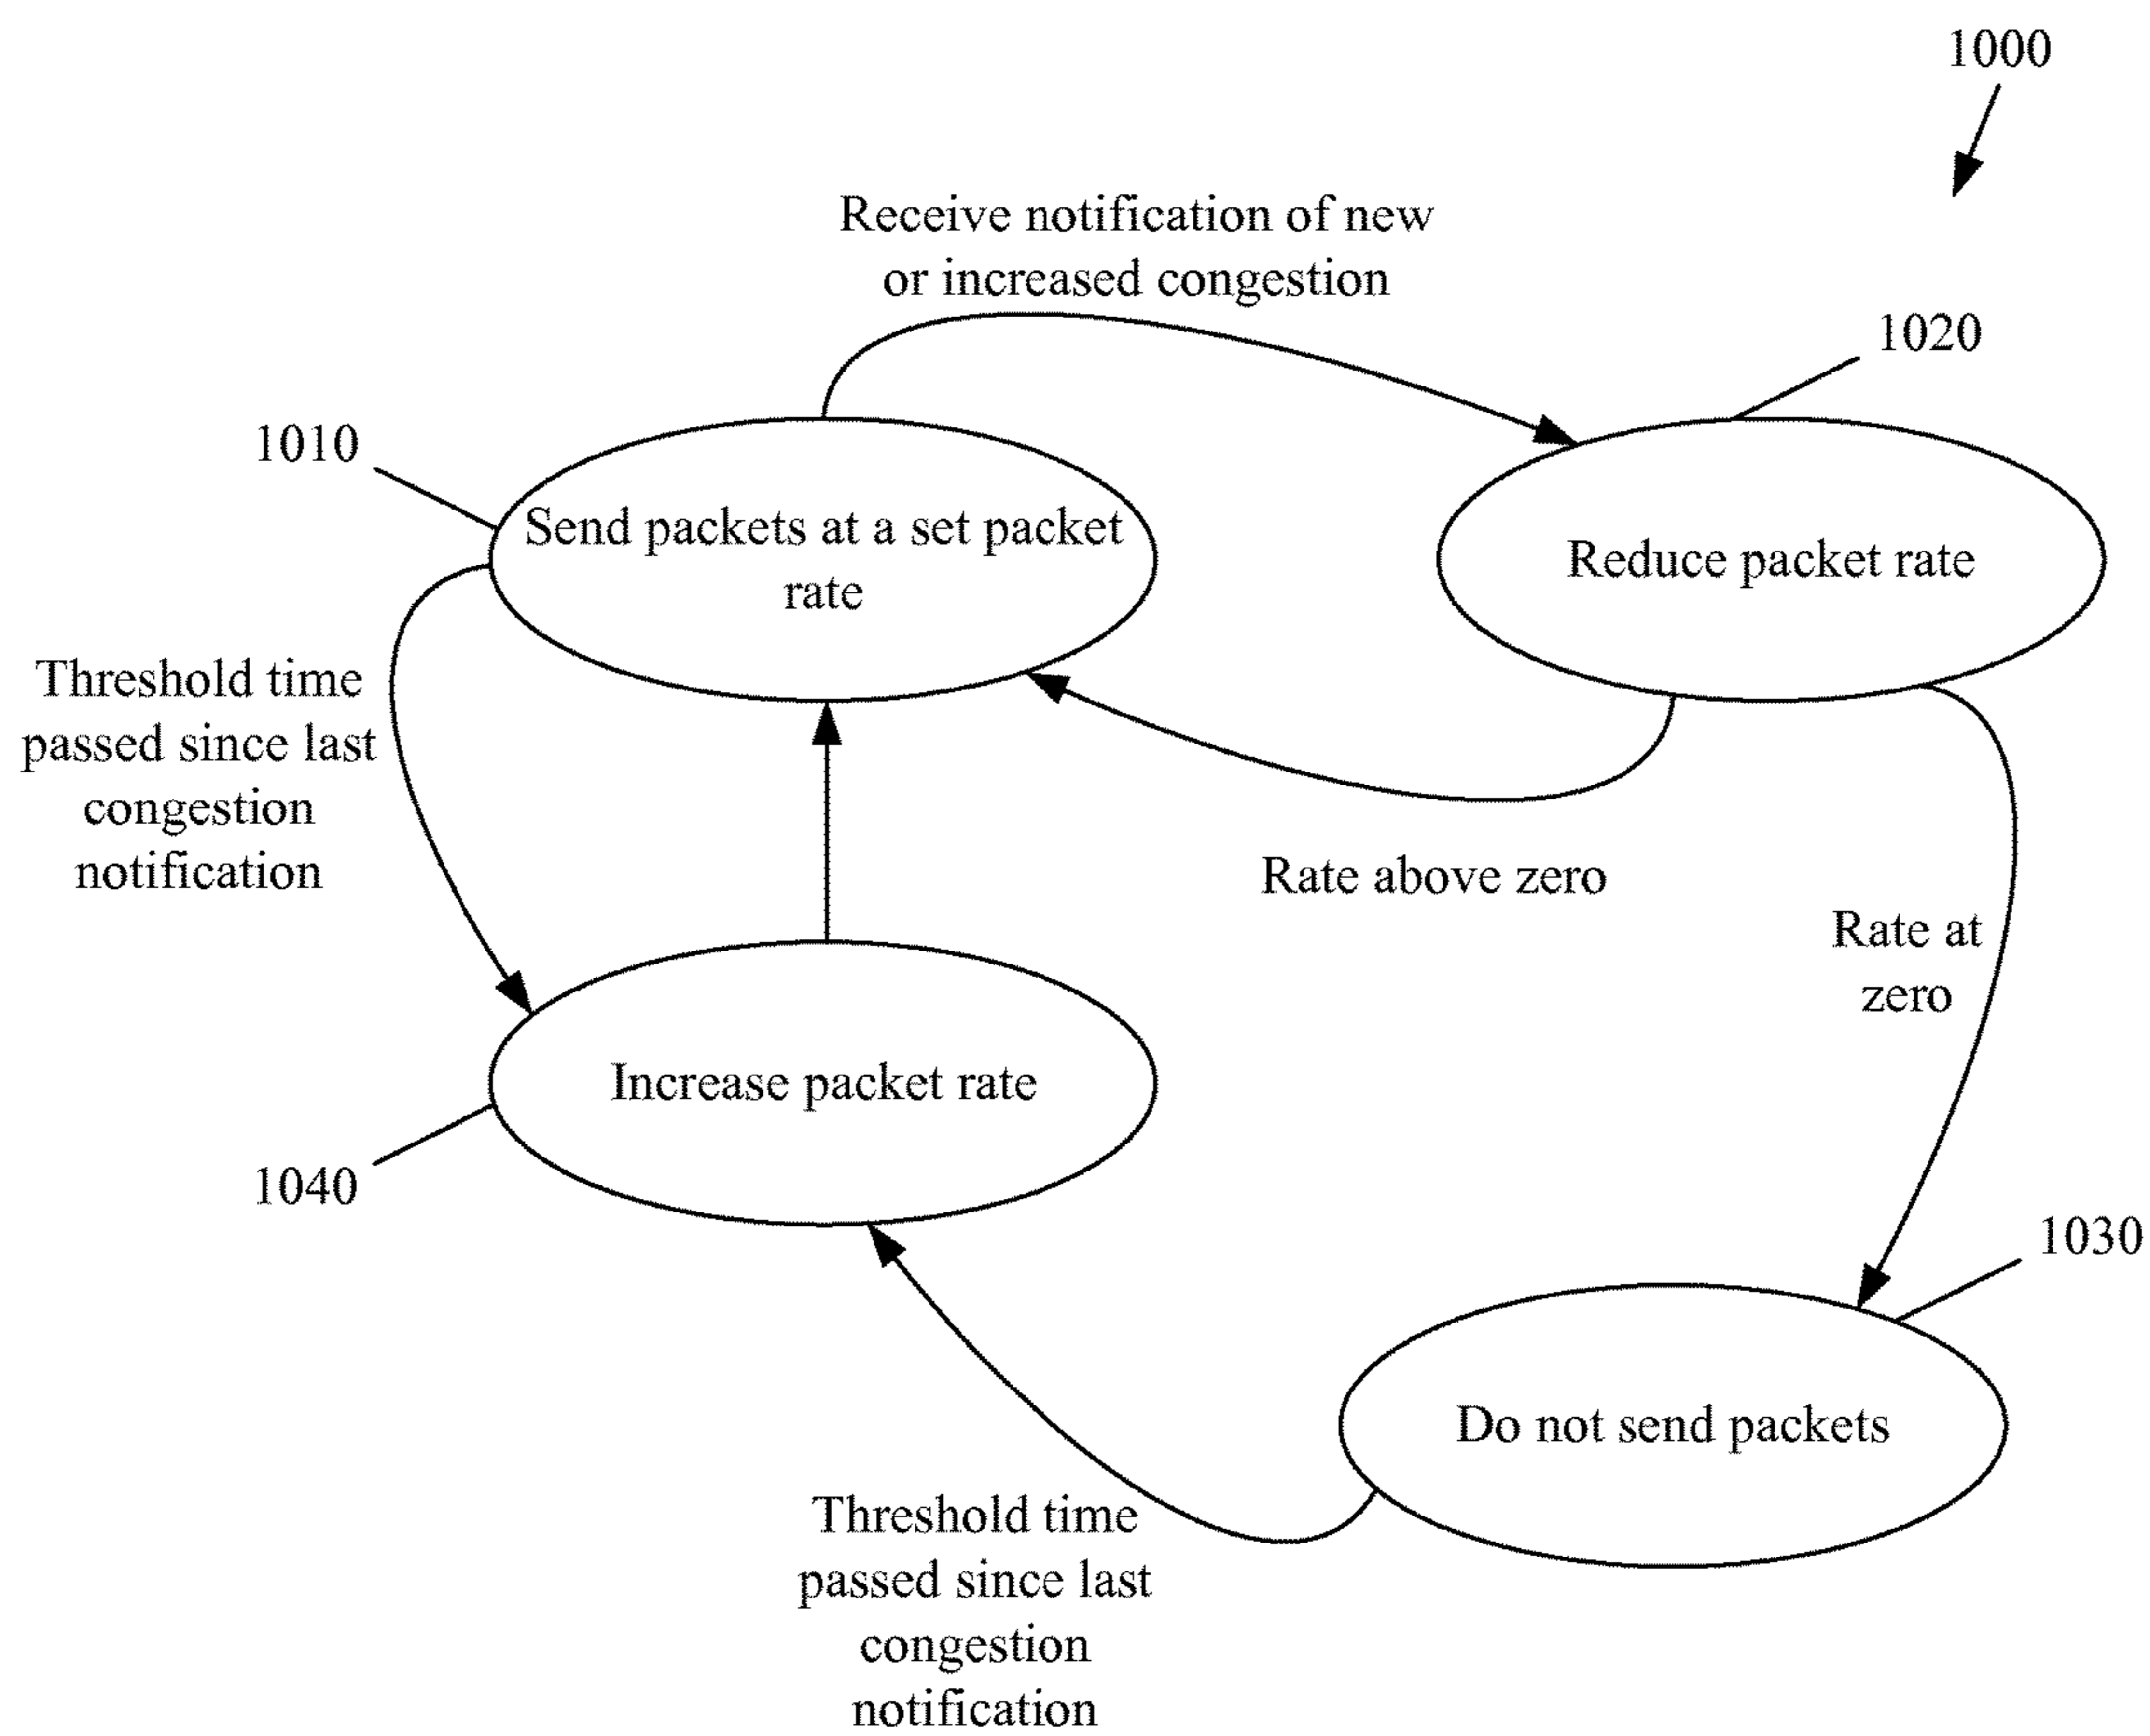 1000
Receive notification of new
or increased congestion
1020
1010
Send packets at a set packet
rate
Reduce packet rate
Threshold time
passed since last
congestion
notification
Rate above zero
Rate at
zero
Increase packet rate
1040
1030
Do not send packets
Threshold time
passed since last
congestion
notification